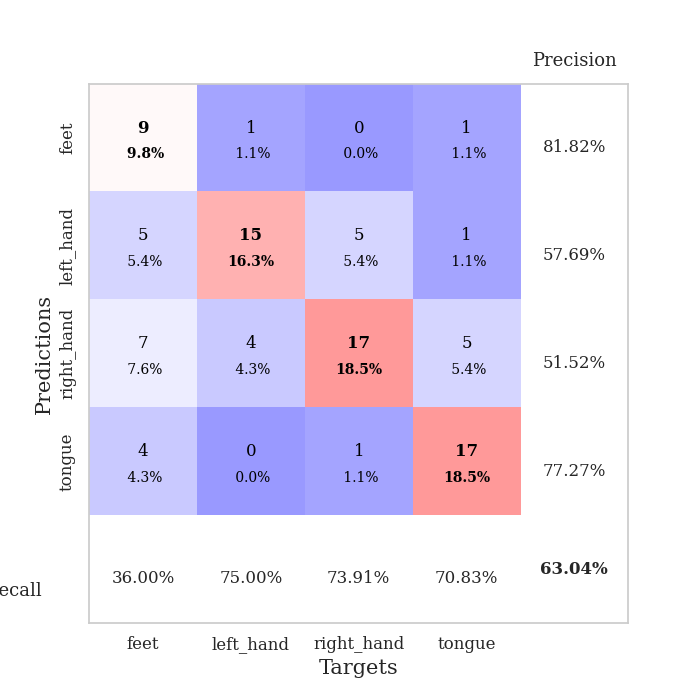 Precision
feet 9 1 0 1 81.82%
9.8% 1.1% 0.0% 1.1%
left_hand 5 15 5 1 57.69%
5.4% 16.3% 5.4% 1.1%
Predictions
right_hand 7 4 17 5 51.52%
7.6% 4.3% 18.5% 5.4%
tongue 4 0 1 17 77.27%
4.3% 0.0% 1.1% 18.5%
ecall 36.00% 75.00% 73.91% 70.83% 63.04%
feet left_hand right_hand tongue
Targets